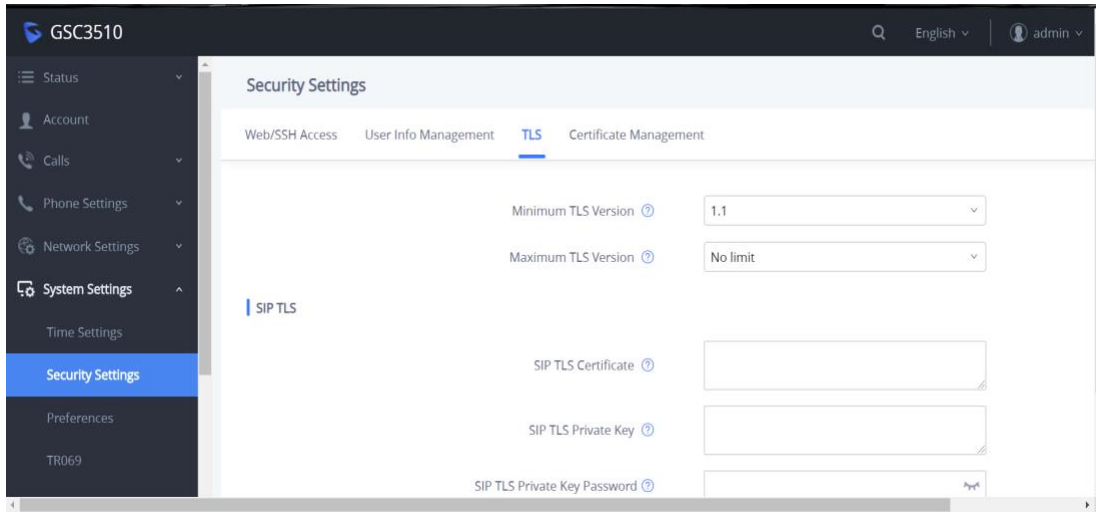 GSC3510
English
admin
Status
Account
Calls
Phone Settings
Network Settings
System Settings
Time Settings
Security Settings
Preferences
TR069
Security Settings
Web/SSH Access User Info Management TLS Certificate Management
Minimum TLS Version 1.1
Maximum TLS Version No limit
SIP TLS
SIP TLS Certificate
SIP TLS Private Key
SIP TLS Private Key Password